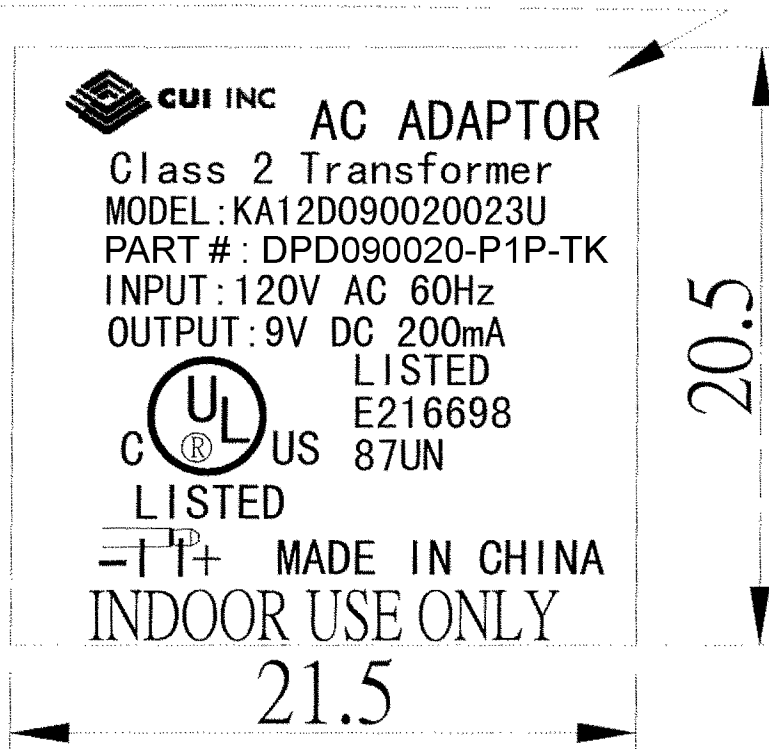 CUI INC
AC ADAPTOR
Class 2 Transformer
MODEL:KA12D090020023U
PART #: DPD090020-P1P-TK
INPUT:120V AC 60Hz
OUTPUT:9V DC 200mA
LISTED
E216698
87UN
C UL ® US
LISTED
- + MADE IN CHINA
INDOOR USE ONLY
21.5
20.5